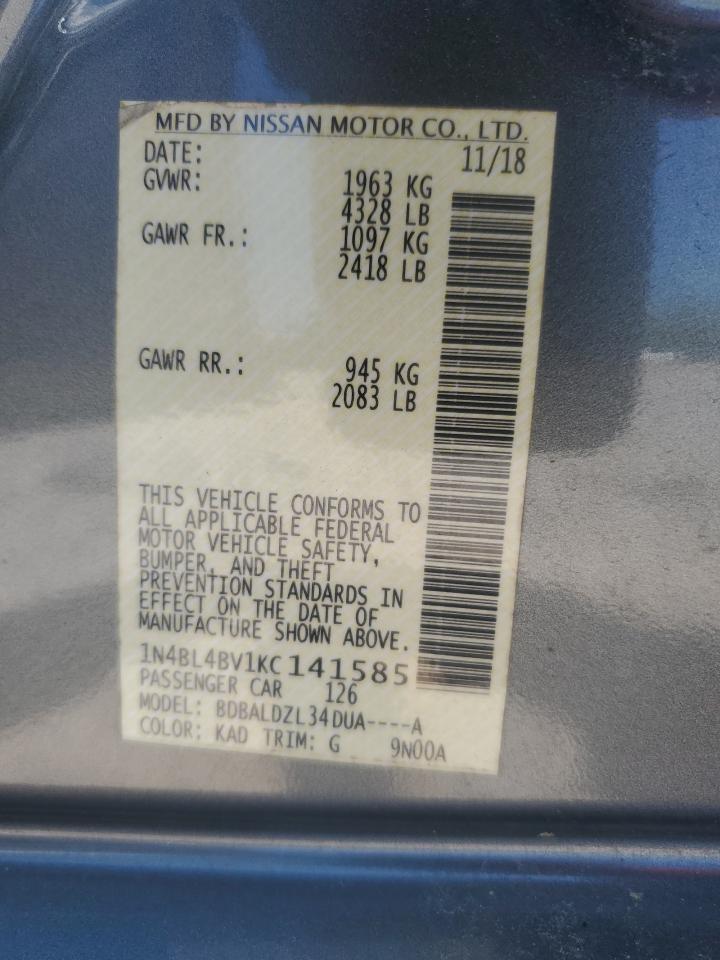 MFD BY NISSAN MOTOR CO., LTD.
DATE: 11/18
GVWR: 1963 KG
4328 LB
GAWR FR.: 1097 KG
2418 LB
GAWR RR.: 945 KG
2083 LB
THIS VEHICLE CONFORMS TO
ALL APPLICABLE FEDERAL
MOTOR VEHICLE SAFETY,
BUMPER, AND THEFT
PREVENTION STANDARDS IN
EFFECT ON THE DATE OF
MANUFACTURE SHOWN ABOVE.
1N4BL4BV1KC141585
PASSENGER CAR 126
MODEL: BDBALDZL34DUA----A
COLOR: KAD TRIM: G 9N00A